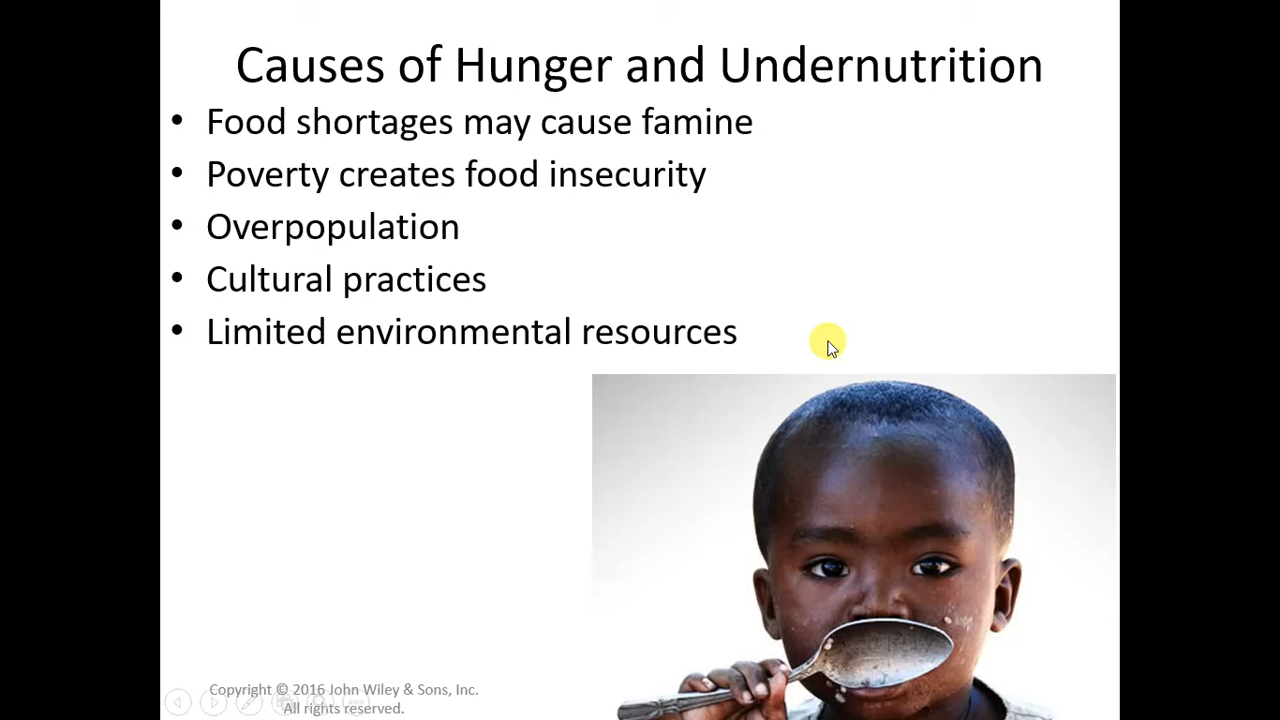 Causes of Hunger and Undernutrition
• Food shortages may cause famine
• Poverty creates food insecurity
• Overpopulation
• Cultural practices
• Limited environmental resources
Copyright © 2016 John Wiley & Sons, Inc.
All rights reserved.